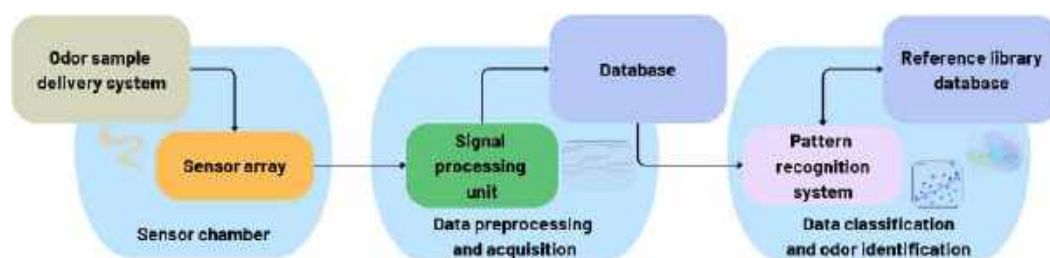 Odor sample
delivery system
Sensor array
Sensor chamber
Database
Signal
processing
unit
Data preprocessing
and acquisition
Reference library
database
Pattern
recognition
system
Data classification
and odor identification